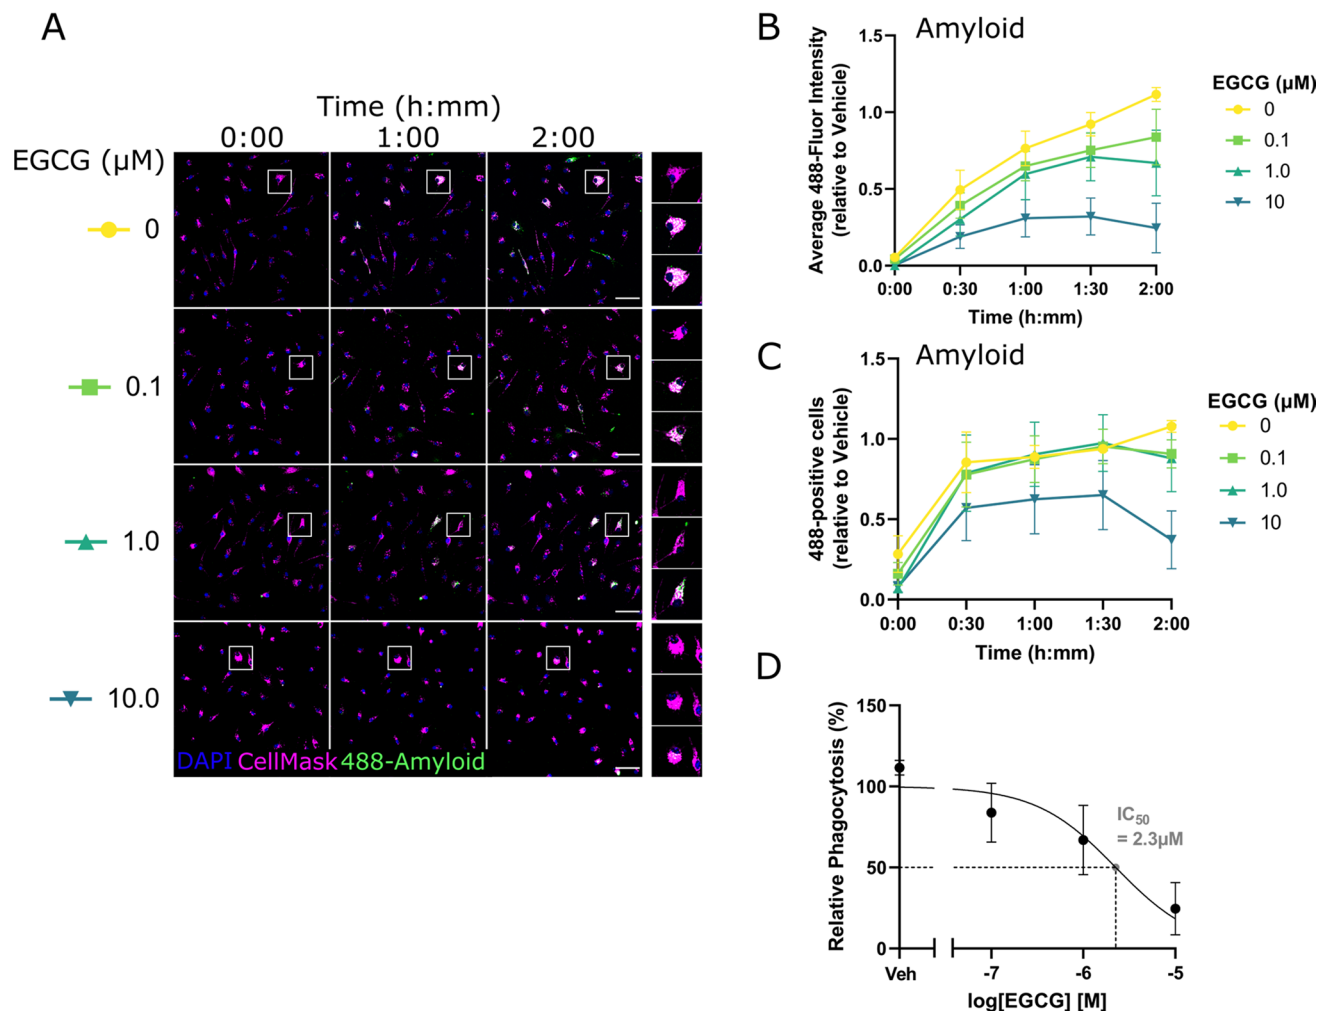 A
Time (h:mm)
0:00 1:00 2:00
EGCG (µM)
0
0.1
1.0
10.0
DAPI CellMask 488-Amyloid
B
Amyloid
Average 488-Fluor Intensity
(relative to Vehicle)
1.5
1.0
0.5
0.0
0:00 0:30 1:00 1:30 2:00
Time (h:mm)
EGCG (µM)
0
0.1
1.0
10
C
Amyloid
488-positive cells
(relative to Vehicle)
1.5
1.0
0.5
0.0
0:00 0:30 1:00 1:30 2:00
Time (h:mm)
EGCG (µM)
0
0.1
1.0
10
D
Relative Phagocytosis (%)
150
100
50
0
IC50
= 2.3µM
Veh -7 -6 -5
log[EGCG] [M]